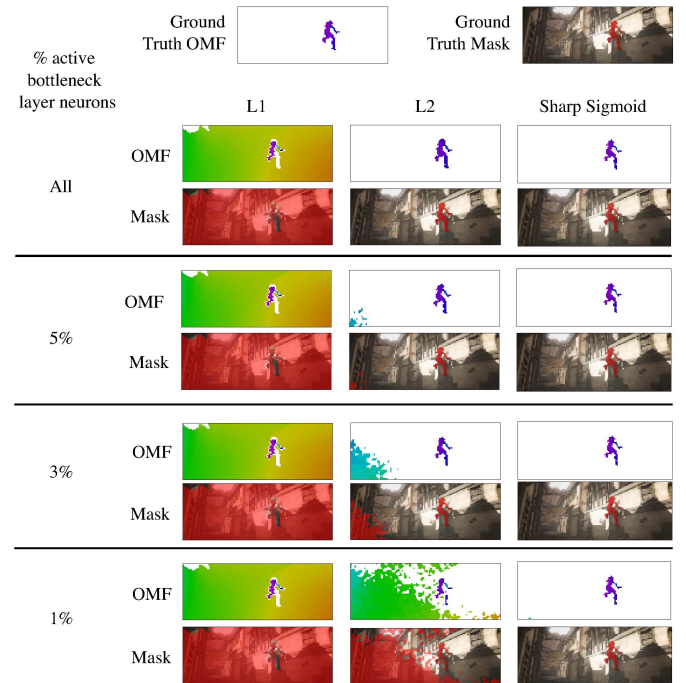 Ground
Truth OMF
Ground
Truth Mask
% active
bottleneck
layer neurons
L1
L2
Sharp Sigmoid
All
OMF
Mask
5%
OMF
Mask
3%
OMF
Mask
1%
OMF
Mask